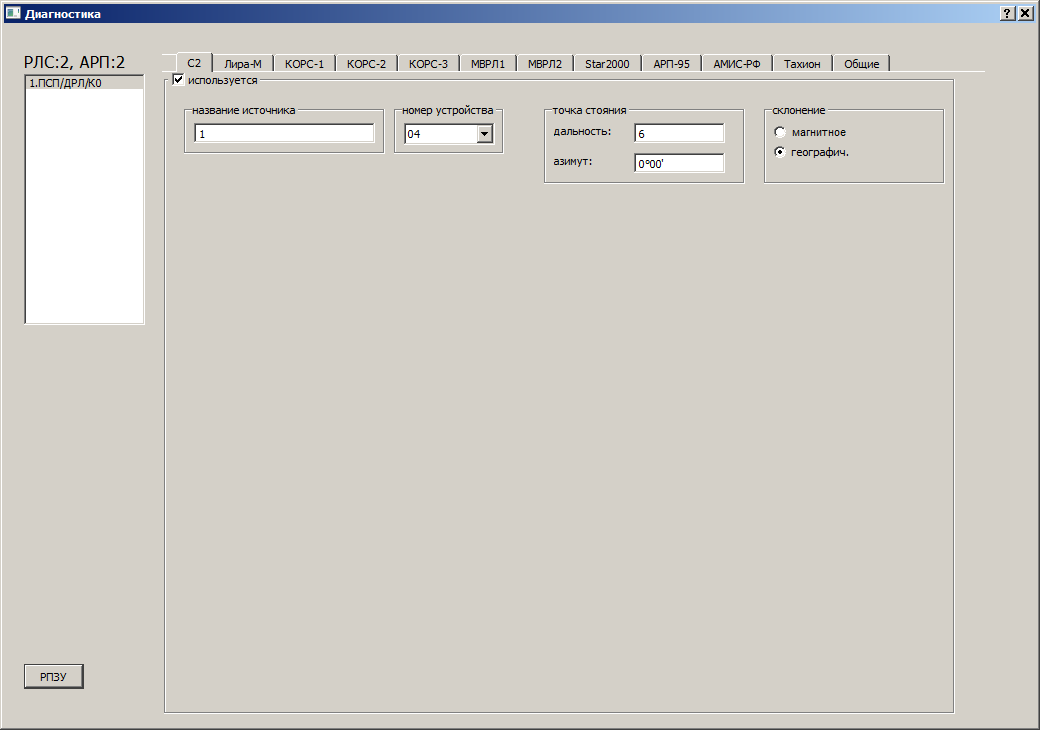 Диагностика
РЛС:2, АРП:2
1.ПСП/ДРЛ/К0
С2 Лира-М КОРС-1 КОРС-2 КОРС-3 МВРЛ1 МВРЛ2 Star2000 АРП-95 АМИС-РФ Тахион Общие
используется
название источника
1
номер устройства
04
точка стояния
дальность: 6
азимут: 0°00'
склонение
магнитное
географич.
РПЗУ